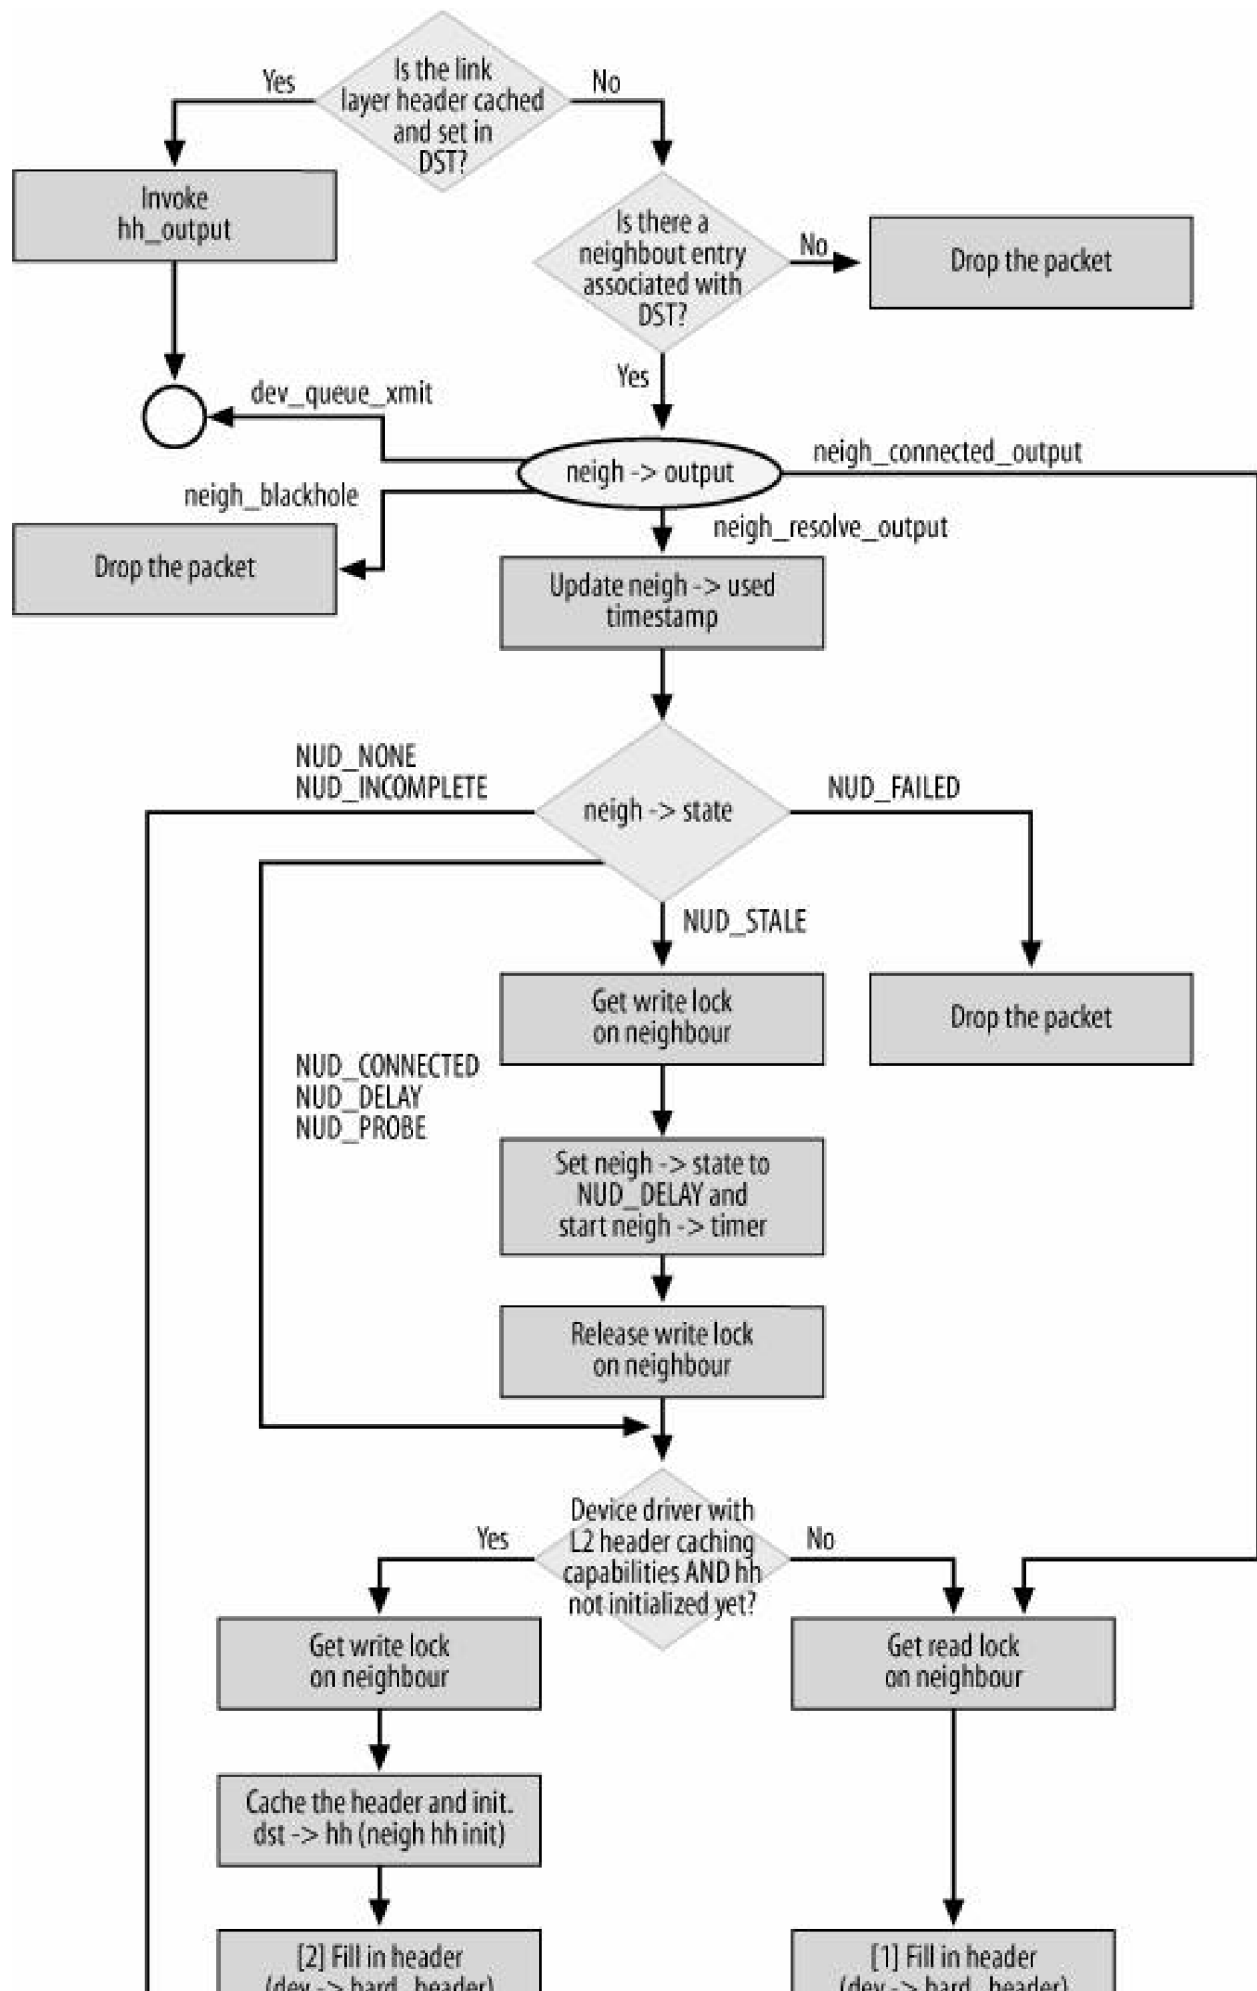 Is the link
layer header cached
and set in
DST?
Yes
No
Invoke
hh_output
Is there a
neighbout entry
associated with
DST?
No
Drop the packet
Yes
dev_queue_xmit
neigh -> output
neigh_connected_output
neigh_blackhole
neigh_resolve_output
Drop the packet
Update neigh -> used
timestamp
NUD_NONE
NUD_INCOMPLETE
neigh -> state
NUD_FAILED
NUD_STALE
Get write lock
on neighbour
Drop the packet
NUD_CONNECTED
NUD_DELAY
NUD_PROBE
Set neigh -> state to
NUD_DELAY and
start neigh -> timer
Release write lock
on neighbour
Device driver with
L2 header caching
capabilities AND hh
not initialized yet?
Yes
No
Get write lock
on neighbour
Get read lock
on neighbour
Cache the header and init.
dst -> hh (neigh hh init)
[2] Fill in header
(dev -> hard_header)
[1] Fill in header
(dev -> hard_header)